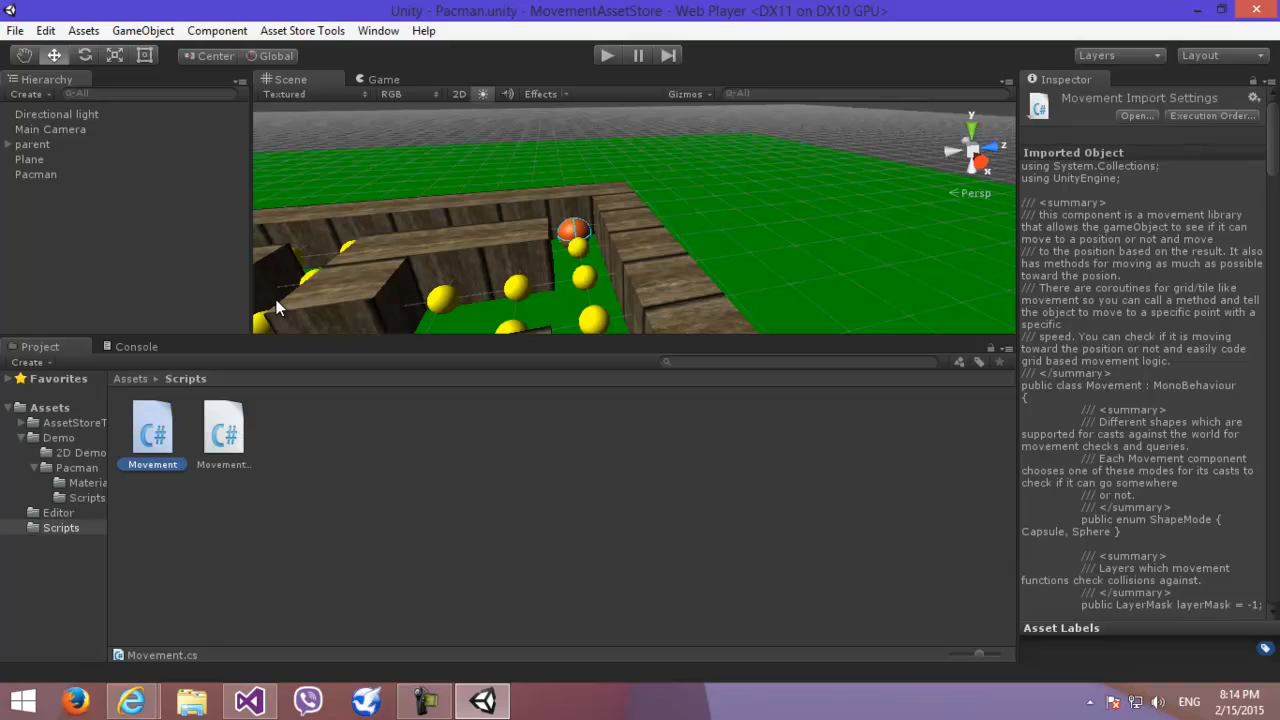 Unity - Pacman.unity - MovementAssetStore - Web Player <DX11 on DX10 GPU>
File Edit Assets GameObject Component Asset Store Tools Window Help
Center Global Layers Layout
Hierarchy Scene Game Inspector
Create All Textured RGB 2D Effects Gizmos All
Movement Import Settings
Open... Execution Order...
Directional light
Main Camera
parent
Plane
Pacman
y
z
x
Persp
Imported Object
using System.Collections;
using UnityEngine;
/// <summary>
/// this component is a movement library
that allows the gameObject to see if it can
move to a position or not and move
/// to the position based on the result. It also
has methods for moving as much as possible
toward the posion.
/// There are coroutines for grid/tile like
movement so you can call a method and tell
the object to move to a specific point with a
specific
/// speed. You can check if it is moving
toward the position or not and easily code
grid based movement logic.
/// </summary>
public class Movement : MonoBehaviour
{
/// <summary>
/// Different shapes which are
supported for casts against the world for
movement checks and queries.
/// Each Movement component
chooses one of these modes for its casts to
check if it can go somewhere
/// or not.
/// </summary>
public enum ShapeMode {
Capsule, Sphere }
/// <summary>
/// Layers which movement
functions check collisions against.
/// </summary>
public LayerMask layerMask = -1;
Asset Labels
Project Console
Create
Favorites
Assets
AssetStoreT
Demo
2D Demo
Pacman
Materia
Scripts
Editor
Scripts
Assets Scripts
C# C#
Movement Movement...
Movement.cs
ENG
8:14 PM
2/15/2015